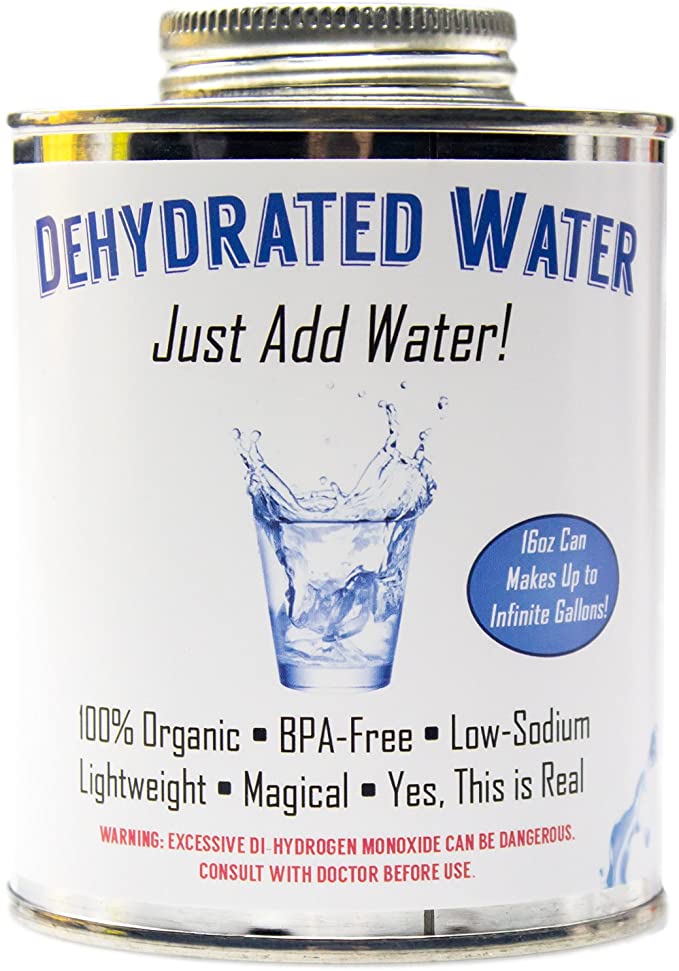 DEHYDRATED WATER
Just Add Water!
16oz Can
Makes Up to
Infinite Gallons!
100% Organic ▪ BPA-Free ▪ Low-Sodium
Lightweight ▪ Magical ▪ Yes, This is Real
WARNING: EXCESSIVE DI-HYDROGEN MONOXIDE CAN BE DANGEROUS.
CONSULT WITH DOCTOR BEFORE USE.